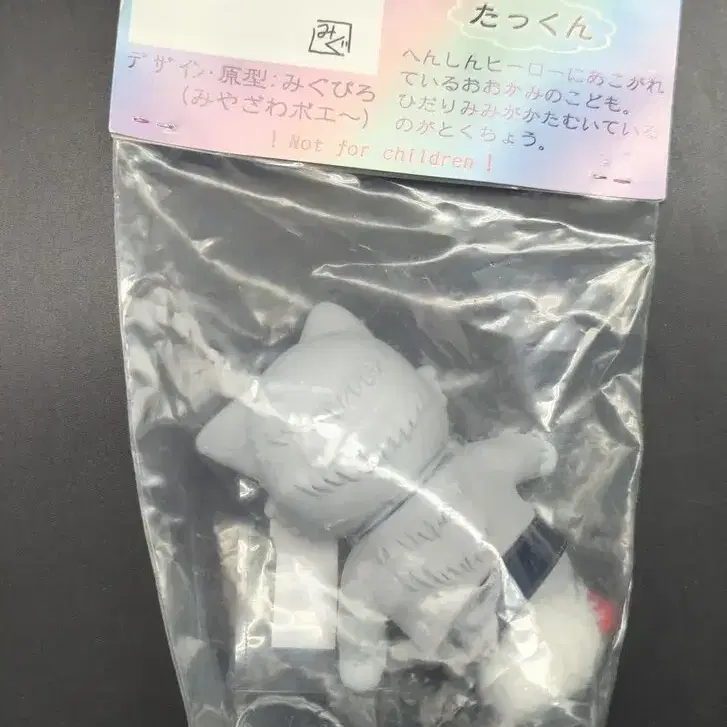 みぐ
デザイン・原型:みぐぴろ
(みやざわポエ〜)
たっくん
へんしんヒーローにあこがれ
ているおおかみのこども。
ひだりみみがかたむいている
のがとくちょう。
! Not for children !